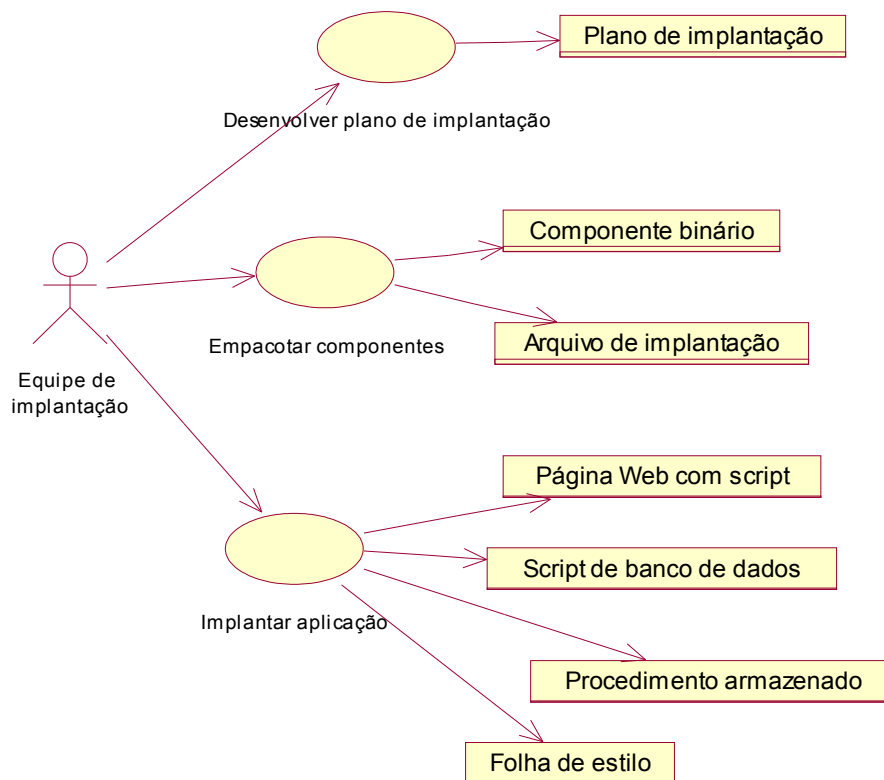 Plano de implantação
Desenvolver plano de implantação
Componente binário
Empacotar componentes
Arquivo de implantação
Equipe de
implantação
Página Web com script
Script de banco de dados
Implantar aplicação
Procedimento armazenado
Folha de estilo